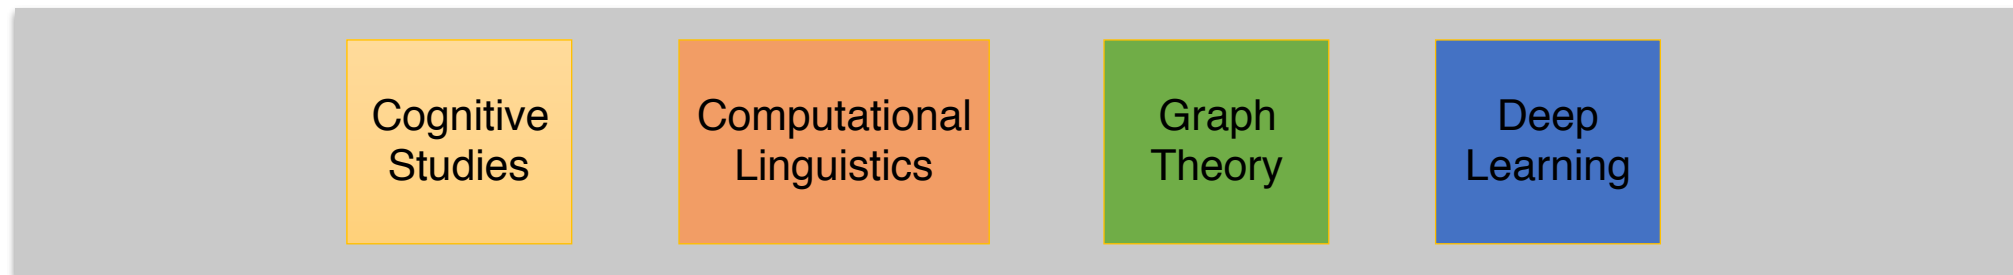 Cognitive
Studies
Computational
Linguistics
Graph
Theory
Deep
Learning